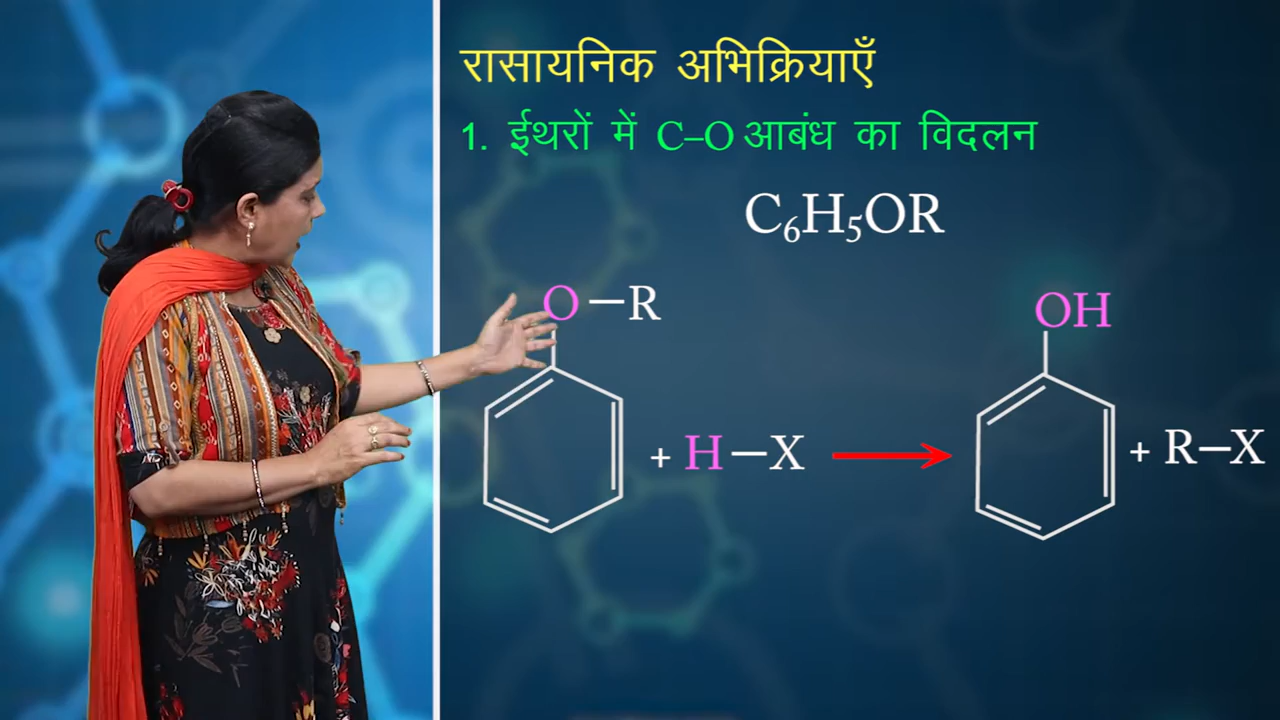 रासायनिक अभिक्रियाएँ
1. ईथरों में C–O आबंध का विदलन
C₆H₅OR
O—R
OH
+ H—X
+ R—X